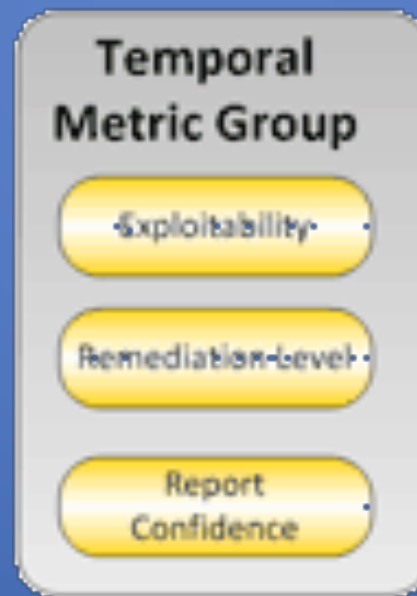 Temporal
Metric Group
Exploitability
Remediation Level
Report
Confidence